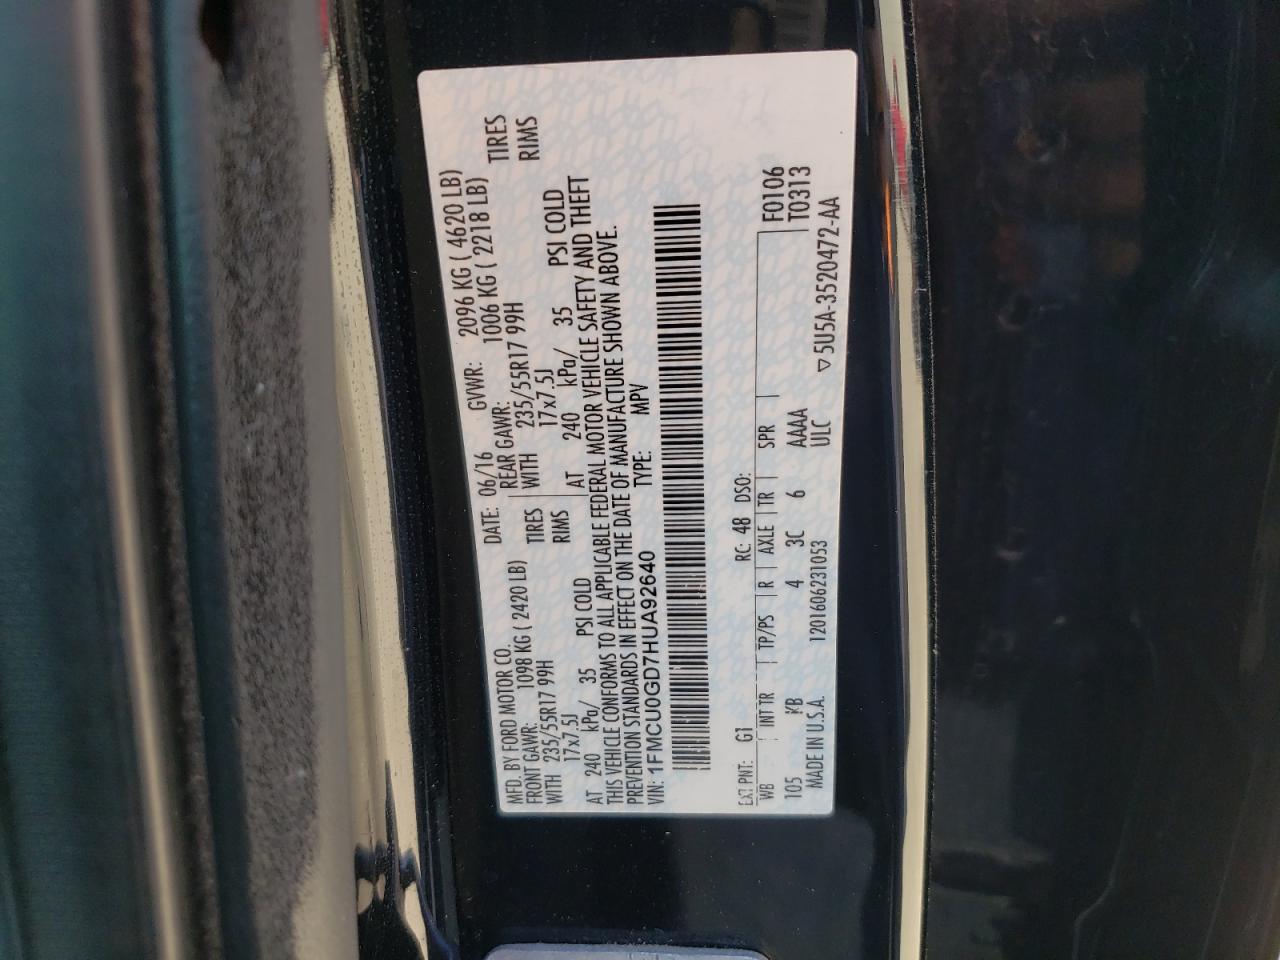 MFD. BY FORD MOTOR CO. DATE: 06/16 GVWR: 2096 KG ( 4620 LB)
FRONT GAWR: 1098 KG ( 2420 LB) REAR GAWR: 1006 KG ( 2218 LB)
WITH 235/55R17 99H TIRES WITH 235/55R17 99H TIRES
17x7.5J RIMS 17x7.5J RIMS
AT 240 kPa/ 35 PSI COLD AT 240 kPa/ 35 PSI COLD
THIS VEHICLE CONFORMS TO ALL APPLICABLE FEDERAL MOTOR VEHICLE SAFETY AND THEFT
PREVENTION STANDARDS IN EFFECT ON THE DATE OF MANUFACTURE SHOWN ABOVE.
VIN: 1FMCU0GD7HUA92640 TYPE: MPV
EXT PNT: G1 RC: 48 DSO: F0106
WB INT TR TP/PS R AXLE TR SPR T0313
105 KB 4 3C 6 AAAA
MADE IN U.S.A. 1201606231053 ULC ▽5U5A-3520472-AA